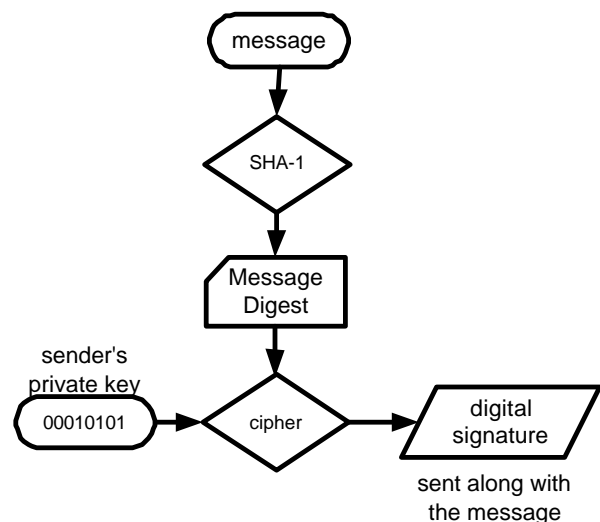 message
SHA-1
Message
Digest
sender's
private key
00010101
cipher
digital
signature
sent along with
the message